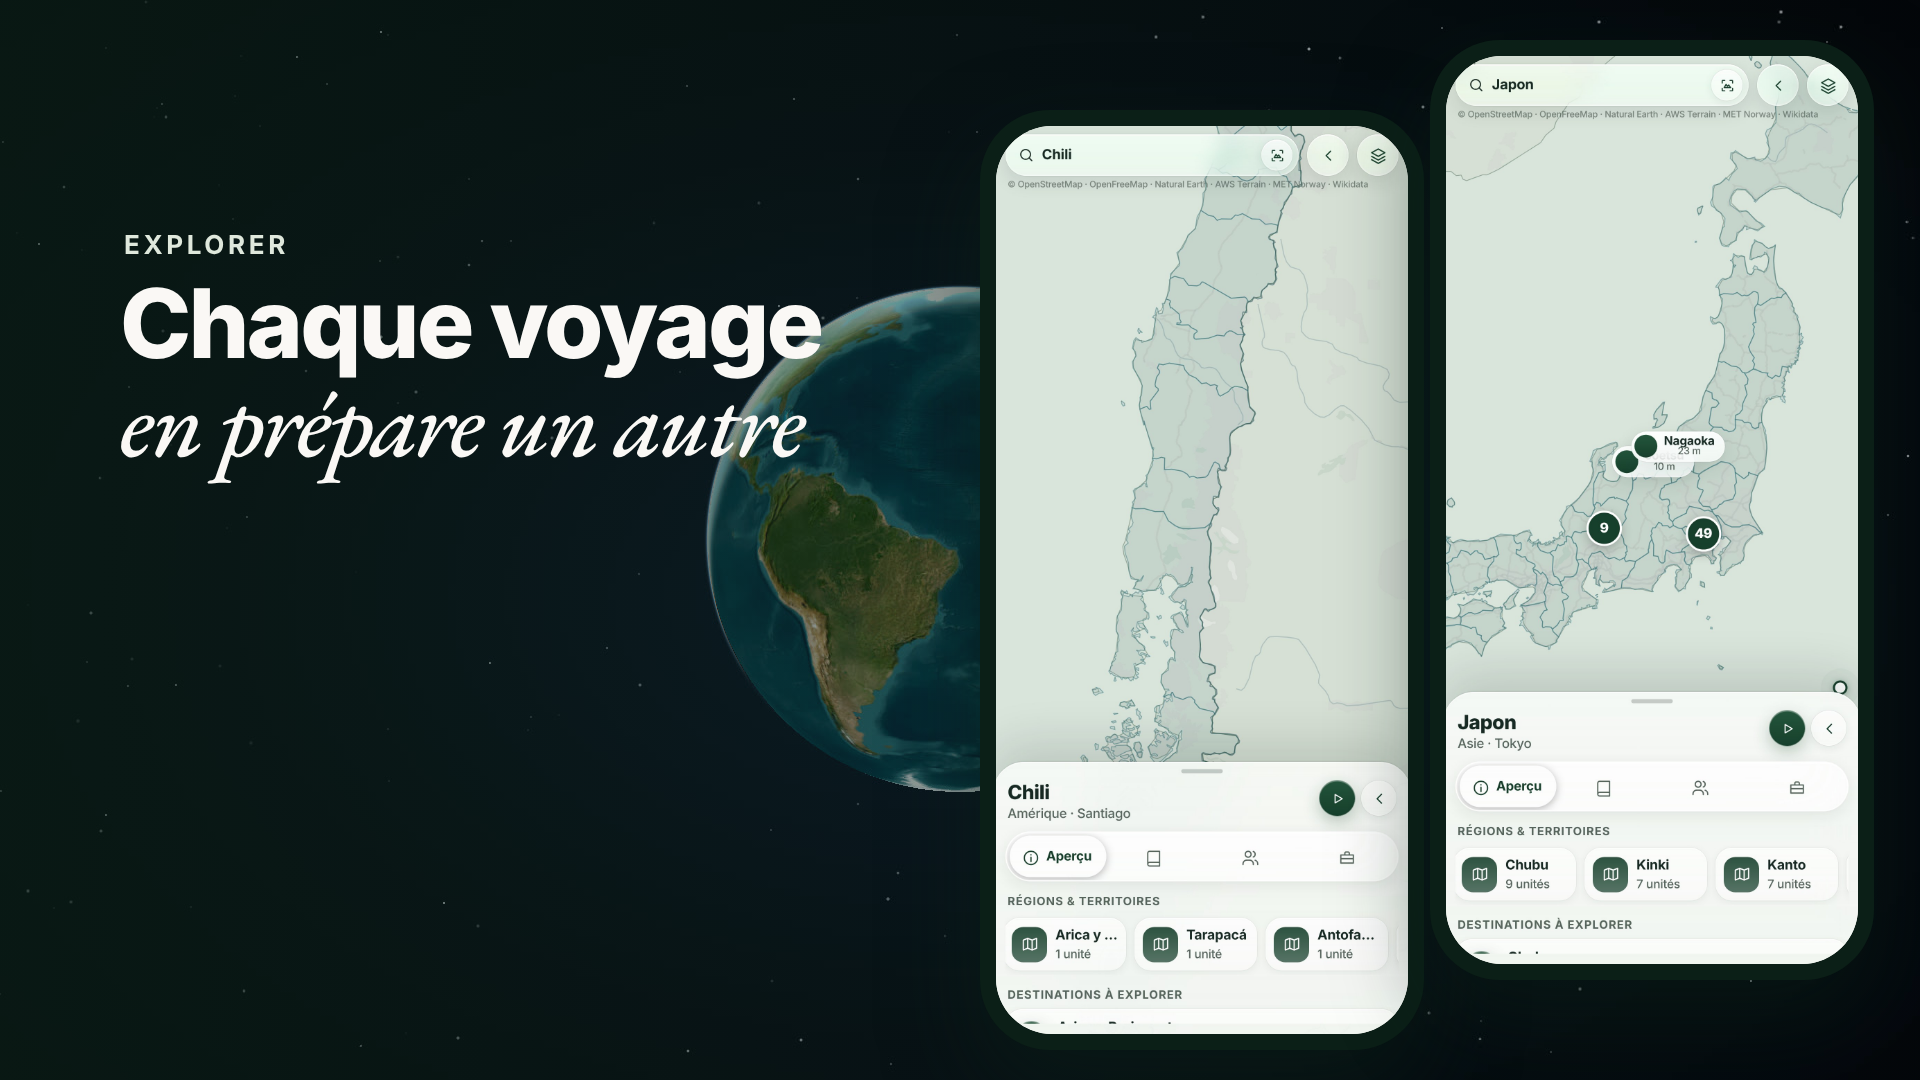 EXPLORER
Chaque voyage
en prépare un autre
Chili
© OpenStreetMap · OpenFreeMap · Natural Earth · AWS Terrain · MET Norway · Wikidata
Chili
Amérique · Santiago
Aperçu
RÉGIONS & TERRITOIRES
Arica y ...
1 unité
Tarapacá
1 unité
Antofa...
1 unité
DESTINATIONS À EXPLORER
Japon
© OpenStreetMap · OpenFreeMap · Natural Earth · AWS Terrain · MET Norway · Wikidata
Nagaoka
23 m
10 m
9
49
Japon
Asie · Tokyo
Aperçu
RÉGIONS & TERRITOIRES
Chubu
9 unités
Kinki
7 unités
Kanto
7 unités
DESTINATIONS À EXPLORER